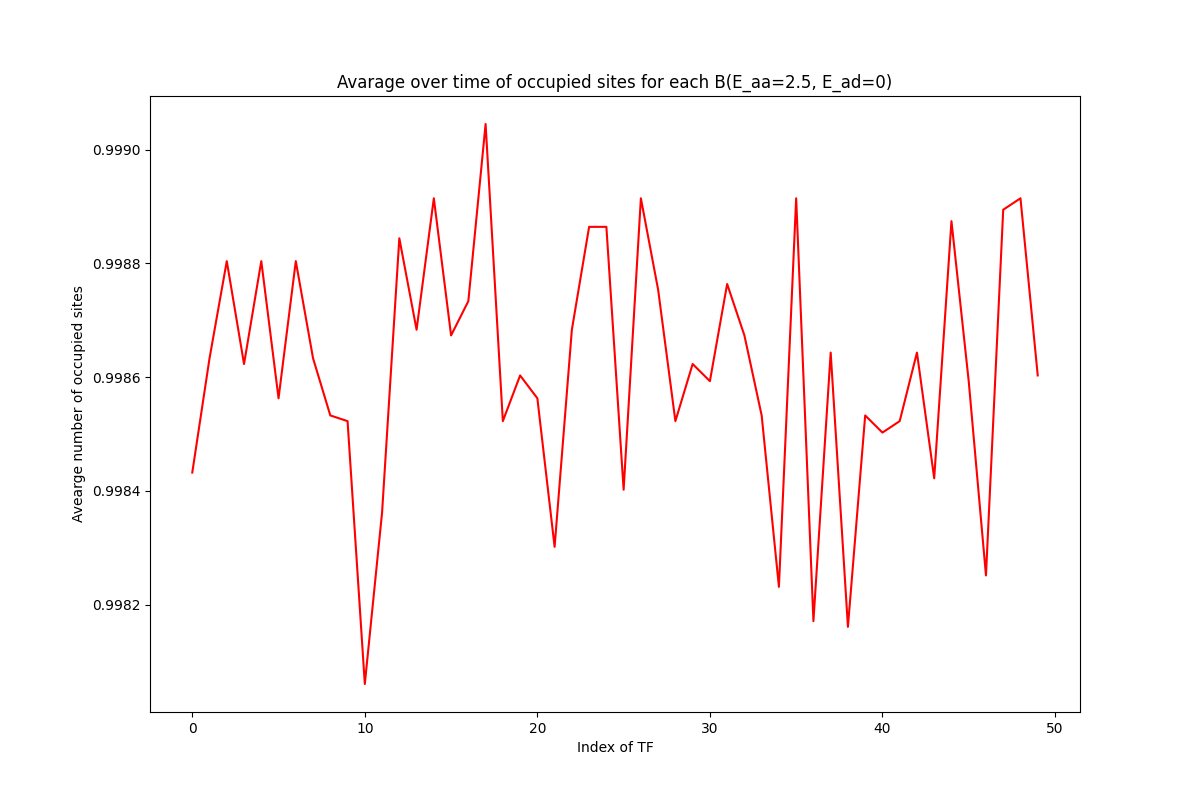 Avarage over time of occupied sites for each B(E_aa=2.5, E_ad=0)
Avearge number of occupied sites
0.9990
0.9988
0.9986
0.9984
0.9982
0 10 20 30 40 50
Index of TF